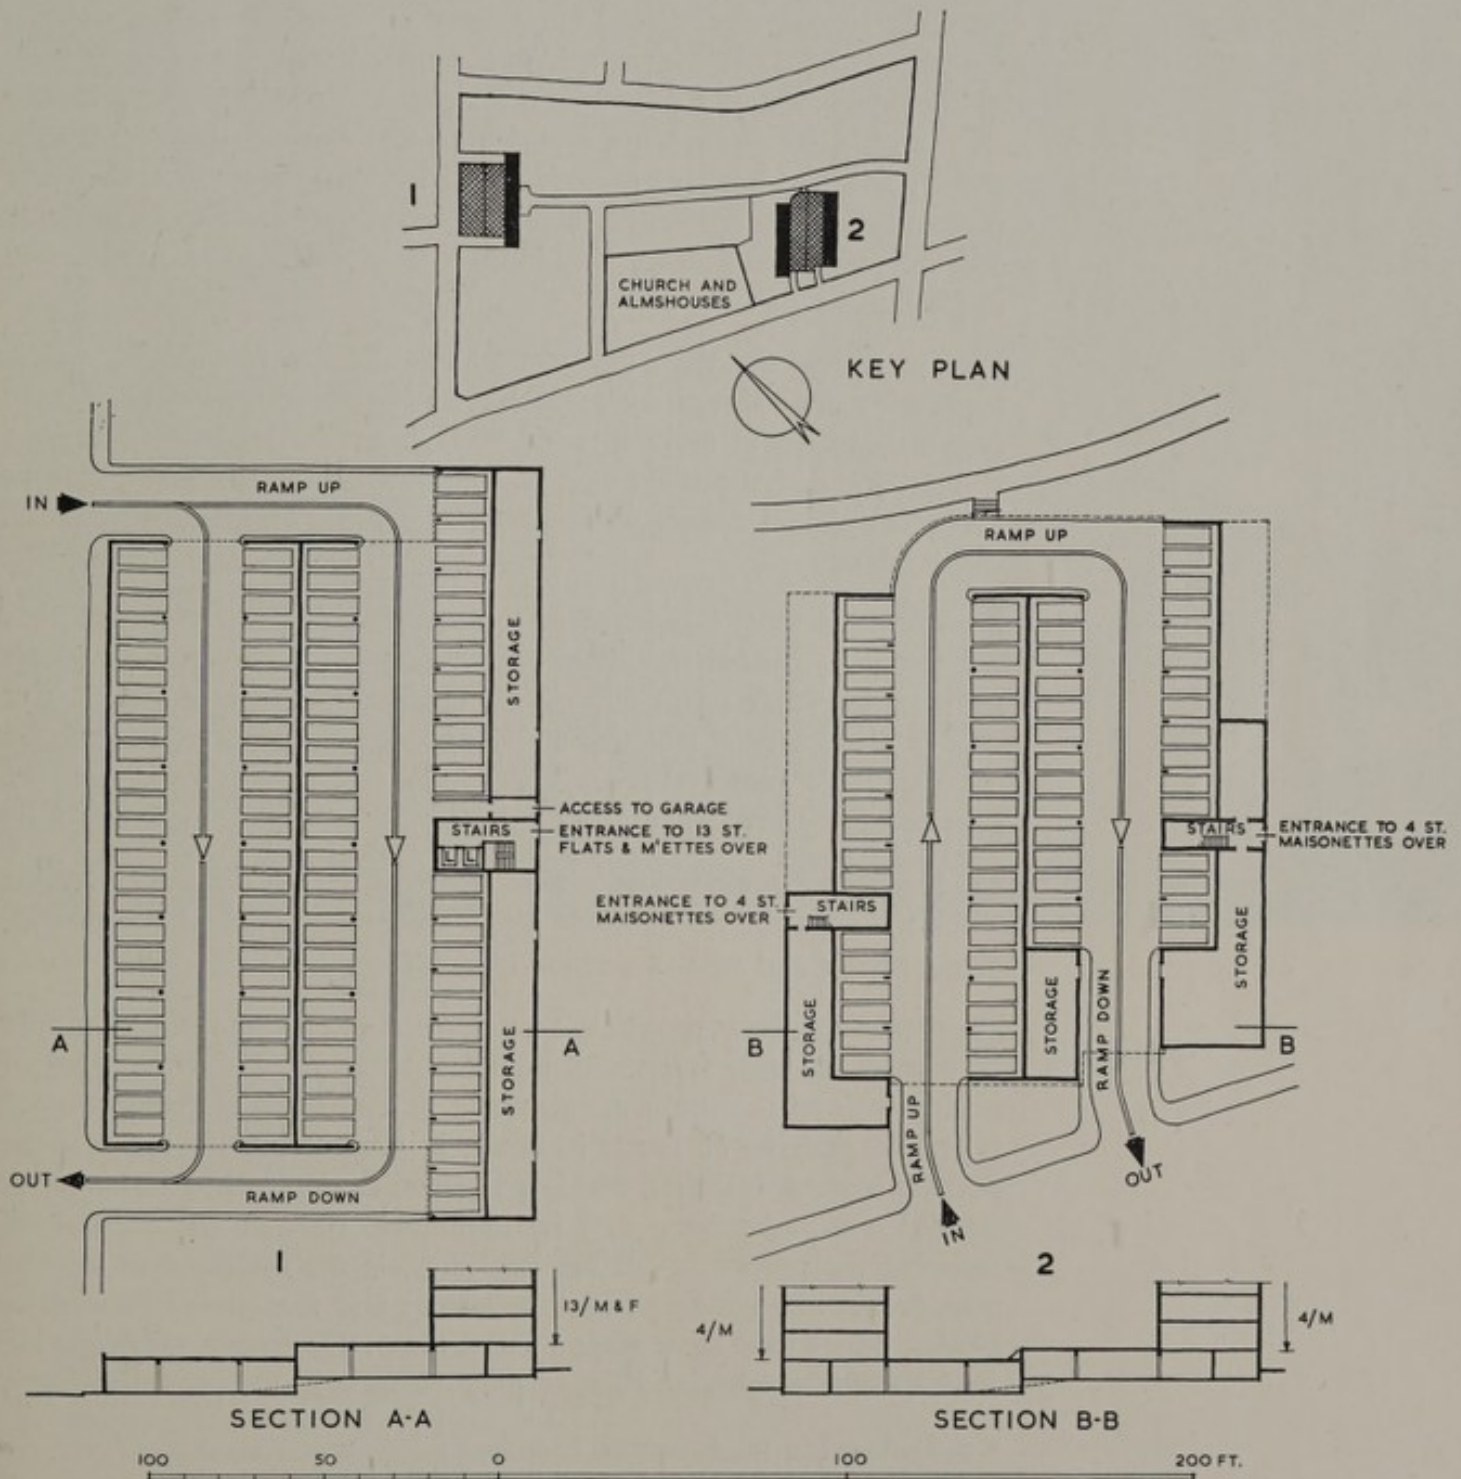 1
2
CHURCH AND
ALMSHOUSES
KEY PLAN
IN
RAMP UP
STORAGE
ACCESS TO GARAGE
STAIRS
ENTRANCE TO 13 ST.
FLATS & M'ETTES OVER
STORAGE
A
A
OUT
RAMP DOWN
1
RAMP UP
STAIRS
ENTRANCE TO 4 ST.
MAISONETTES OVER
ENTRANCE TO 4 ST.
MAISONETTES OVER
STAIRS
STORAGE
STORAGE
STORAGE
RAMP DOWN
B
B
RAMP UP
IN
OUT
2
13/M & F
SECTION A-A
4/M
4/M
SECTION B-B
100 50 0 100 200 FT.